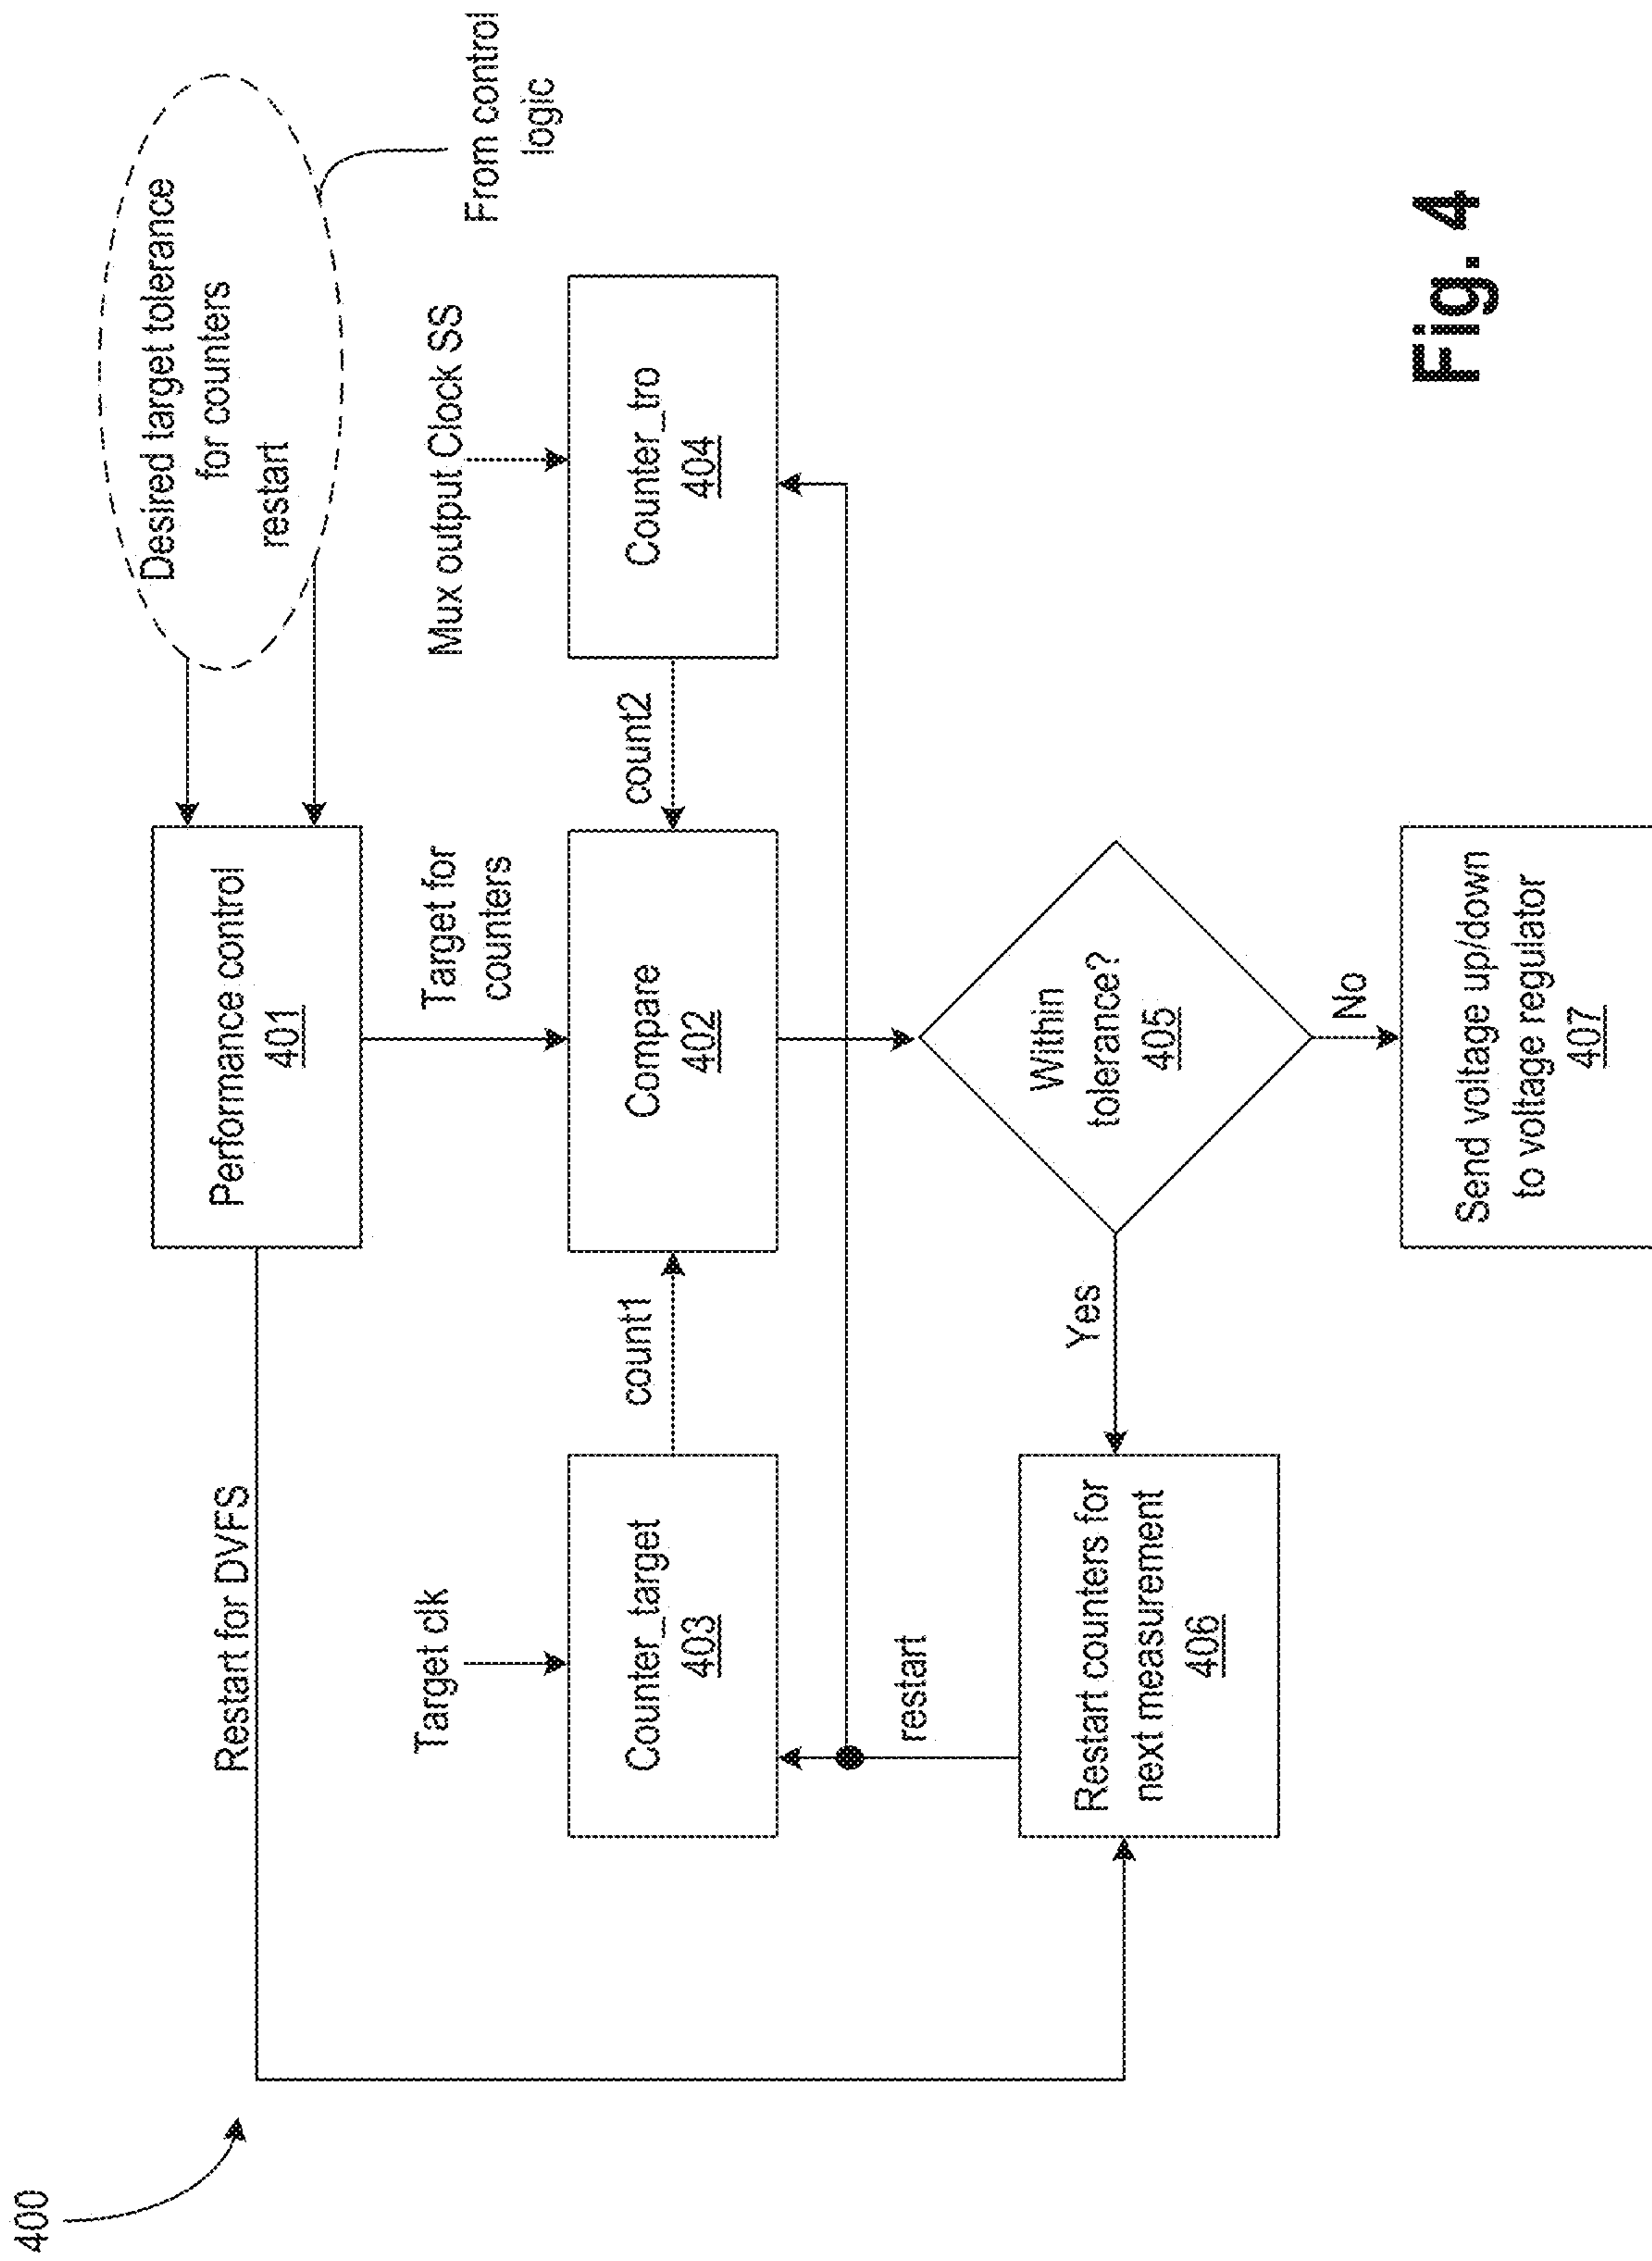 400
Restart for DVFS
Performance control
401
Desired target tolerance
for counters
restart
From control
logic
Target clk
Target for
counters
Mux output Clock SS
Counter_target
403
count1
Compare
402
count2
Counter_tro
404
restart
Restart counters for
next measurement
406
Yes
Within
tolerance?
405
No
Send voltage up/down
to voltage regulator
407
Fig. 4